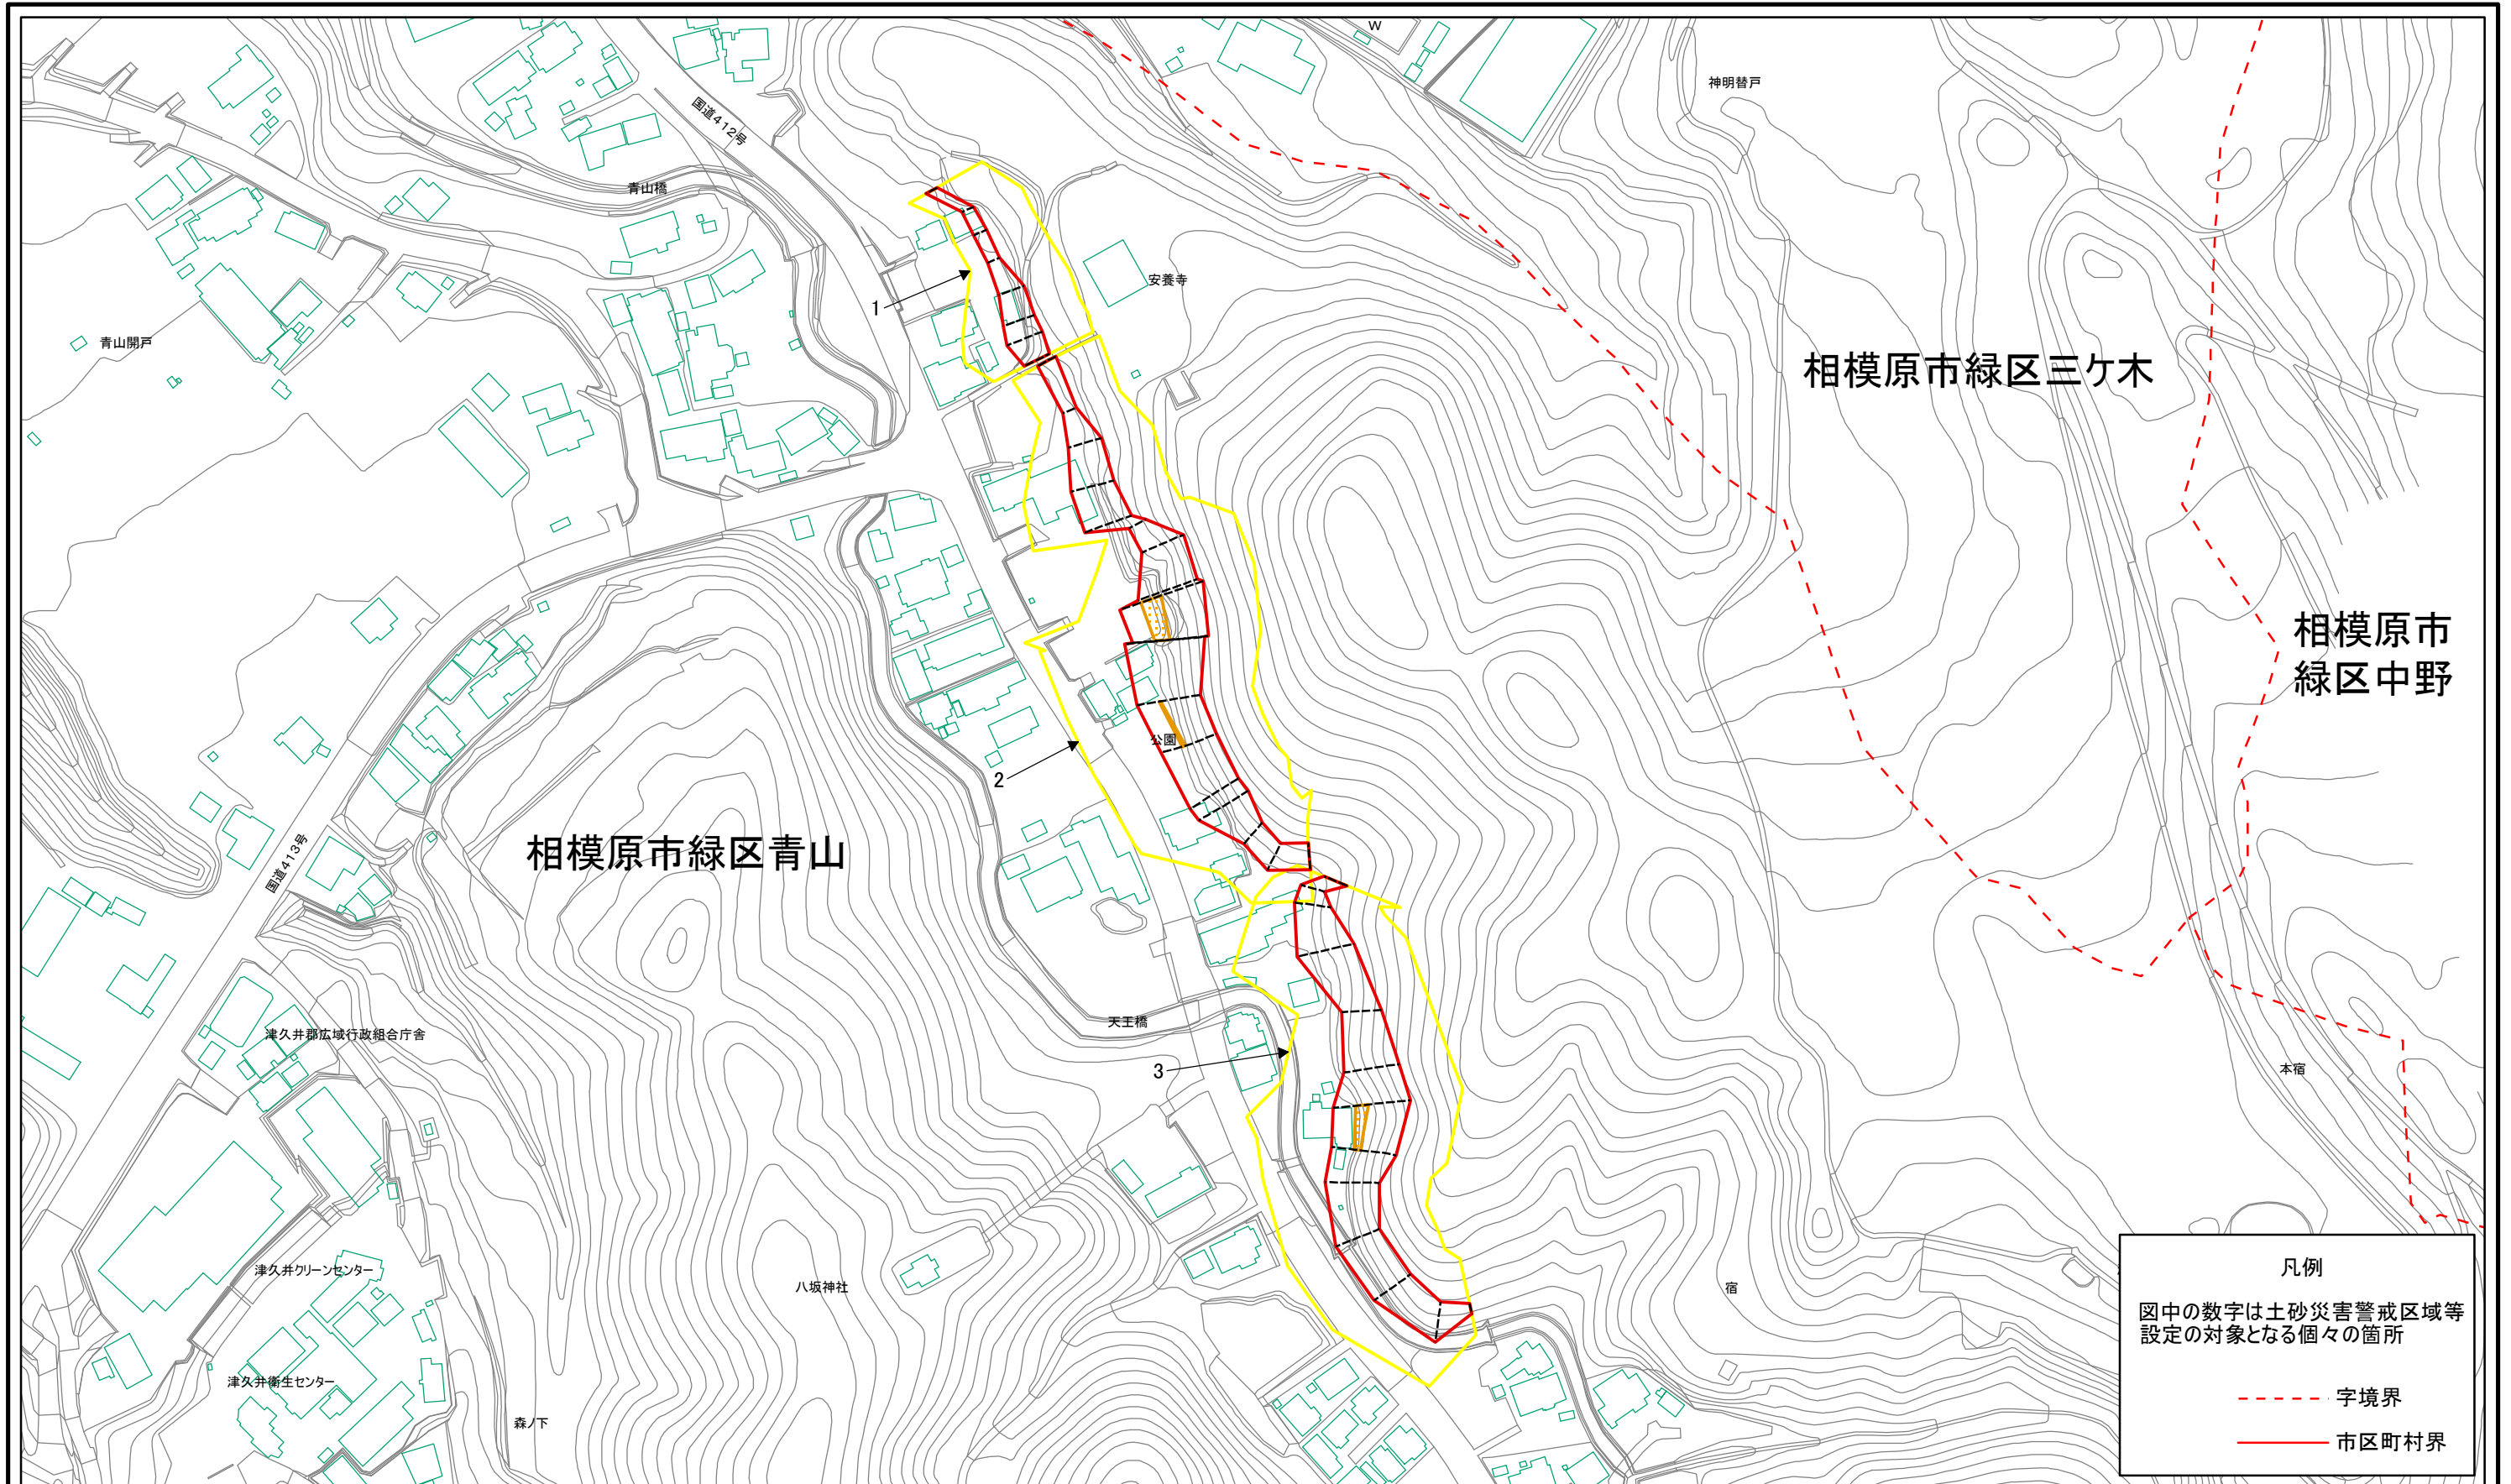 W
神明替戸
国道412号
青山橋
安養寺
1
青山開戸
相模原市緑区三ケ木
相模原市
緑区中野
公園
2
相模原市緑区青山
国道413号
天王橋
津久井郡広域行政組合庁舎
3
本宿
津久井クリーンセンター
八坂神社
宿
津久井衛生センター
森ノ下
凡例
図中の数字は土砂災害警戒区域等
設定の対象となる個々の箇所
字境界
市区町村界